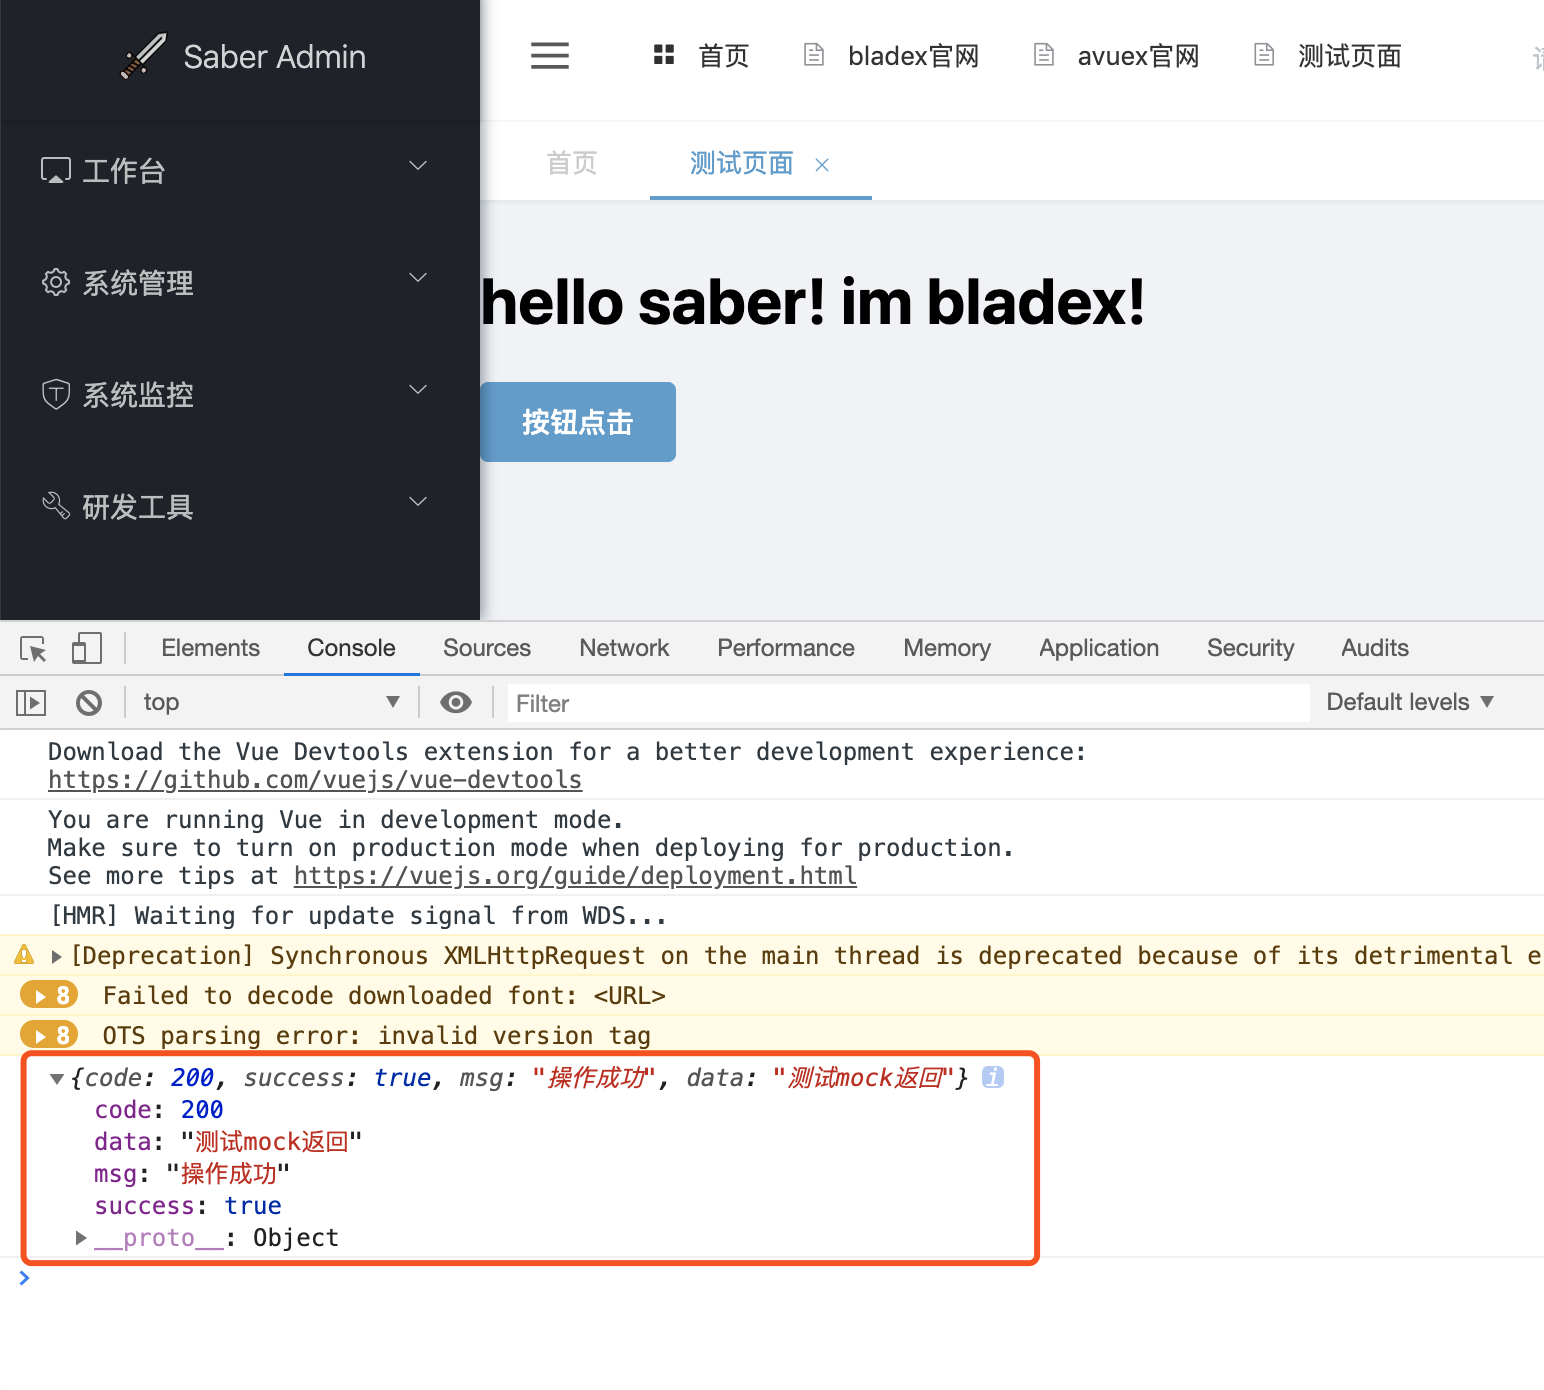 Saber Admin
首页 bladex官网 avuex官网 测试页面
首页 测试页面
工作台
系统管理
系统监控
研发工具
hello saber! im bladex!
按钮点击
Elements Console Sources Network Performance Memory Application Security Audits
top Filter Default levels
Download the Vue Devtools extension for a better development experience:
https://github.com/vuejs/vue-devtools
You are running Vue in development mode.
Make sure to turn on production mode when deploying for production.
See more tips at https://vuejs.org/guide/deployment.html
[HMR] Waiting for update signal from WDS...
[Deprecation] Synchronous XMLHttpRequest on the main thread is deprecated because of its detrimental e
8 Failed to decode downloaded font: <URL>
8 OTS parsing error: invalid version tag
{code: 200, success: true, msg: "操作成功", data: "测试mock返回"}
code: 200
data: "测试mock返回"
msg: "操作成功"
success: true
__proto__: Object